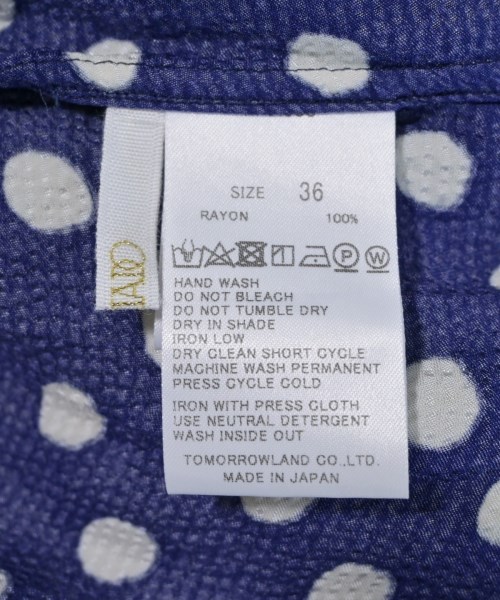 SIZE 36
RAYON 100%
P W
HAND WASH
DO NOT BLEACH
DO NOT TUMBLE DRY
DRY IN SHADE
IRON LOW
DRY CLEAN SHORT CYCLE
MACHINE WASH PERMANENT
PRESS CYCLE COLD
IRON WITH PRESS CLOTH
USE NEUTRAL DETERGENT
WASH INSIDE OUT
TOMORROWLAND CO.,LTD.
MADE IN JAPAN